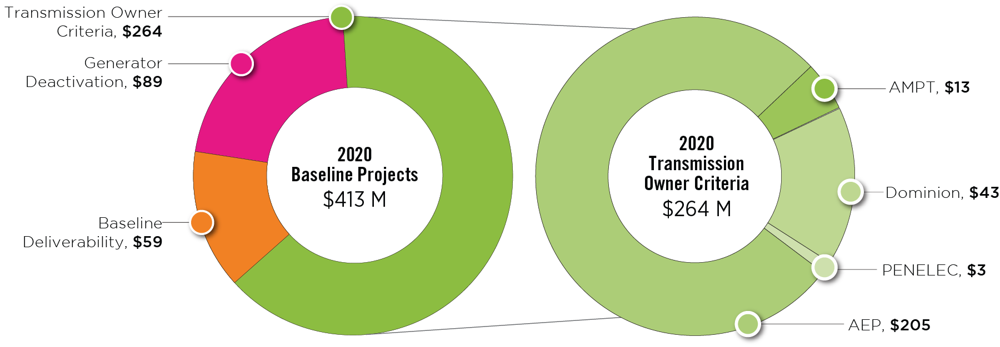 Transmission Owner
Criteria, $264
Generator
Deactivation, $89
Baseline
Deliverability, $59
2020
Baseline Projects
$413 M
2020
Transmission
Owner Criteria
$264 M
AMPT, $13
Dominion, $43
PENELEC, $3
AEP, $205